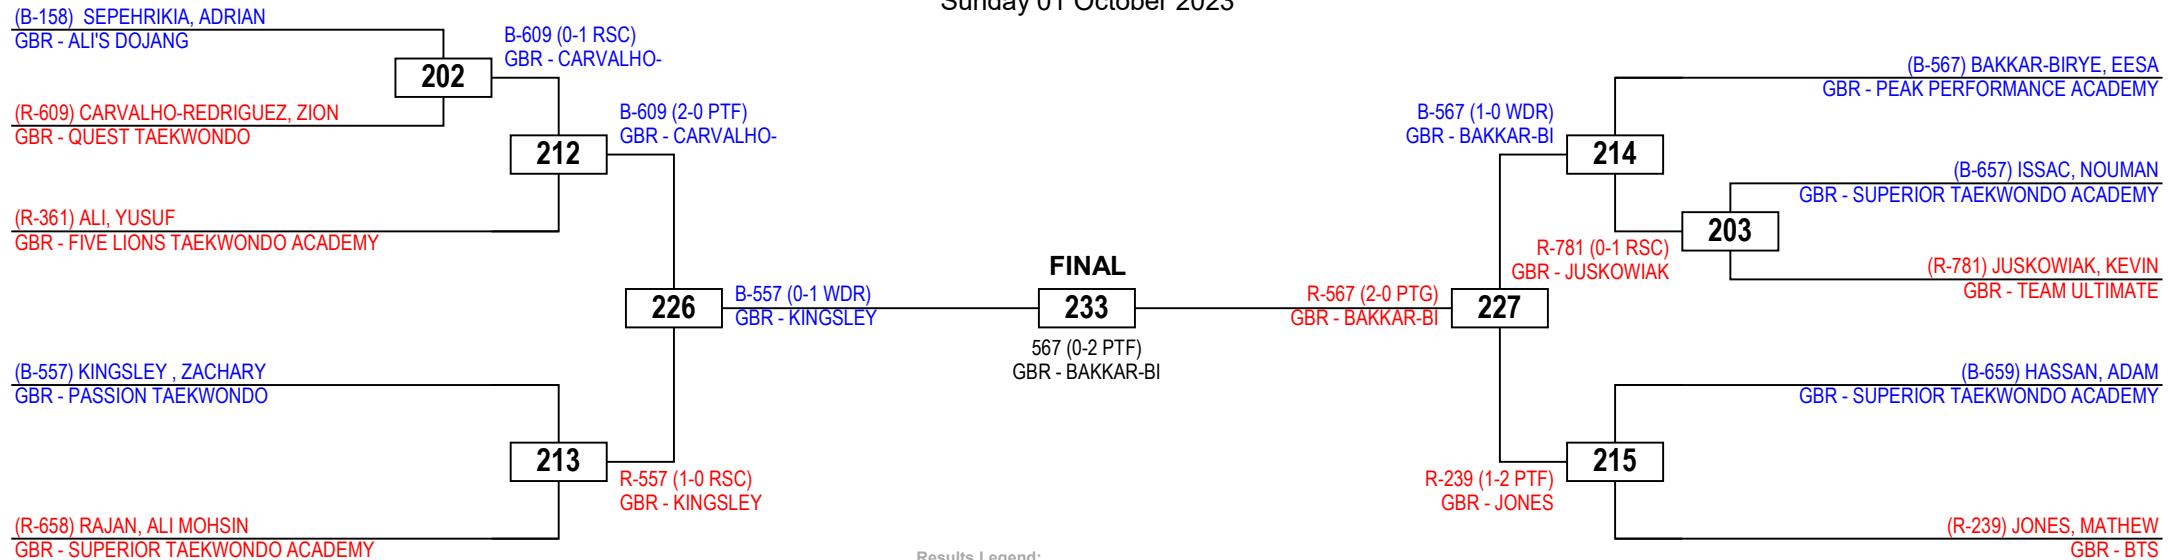 Sunday 01 October 2023
(B-158) SEPEHRIKIA, ADRIAN
GBR - ALI'S DOJANG
202
(R-609) CARVALHO-REDRIGUEZ, ZION
GBR - QUEST TAEKWONDO
B-609 (0-1 RSC)
GBR - CARVALHO-
212
(R-361) ALI, YUSUF
GBR - FIVE LIONS TAEKWONDO ACADEMY
B-609 (2-0 PTF)
GBR - CARVALHO-
226
(B-557) KINGSLEY , ZACHARY
GBR - PASSION TAEKWONDO
213
(R-658) RAJAN, ALI MOHSIN
GBR - SUPERIOR TAEKWONDO ACADEMY
R-557 (1-0 RSC)
GBR - KINGSLEY
B-557 (0-1 WDR)
GBR - KINGSLEY
FINAL
233
567 (0-2 PTF)
GBR - BAKKAR-BI
R-567 (2-0 PTG)
GBR - BAKKAR-BI
227
B-567 (1-0 WDR)
GBR - BAKKAR-BI
214
(B-567) BAKKAR-BIRYE, EESA
GBR - PEAK PERFORMANCE ACADEMY
(B-657) ISSAC, NOUMAN
GBR - SUPERIOR TAEKWONDO ACADEMY
203
R-781 (0-1 RSC)
GBR - JUSKOWIAK
(R-781) JUSKOWIAK, KEVIN
GBR - TEAM ULTIMATE
(B-659) HASSAN, ADAM
GBR - SUPERIOR TAEKWONDO ACADEMY
215
R-239 (1-2 PTF)
GBR - JONES
(R-239) JONES, MATHEW
GBR - BTS
Results Legend: